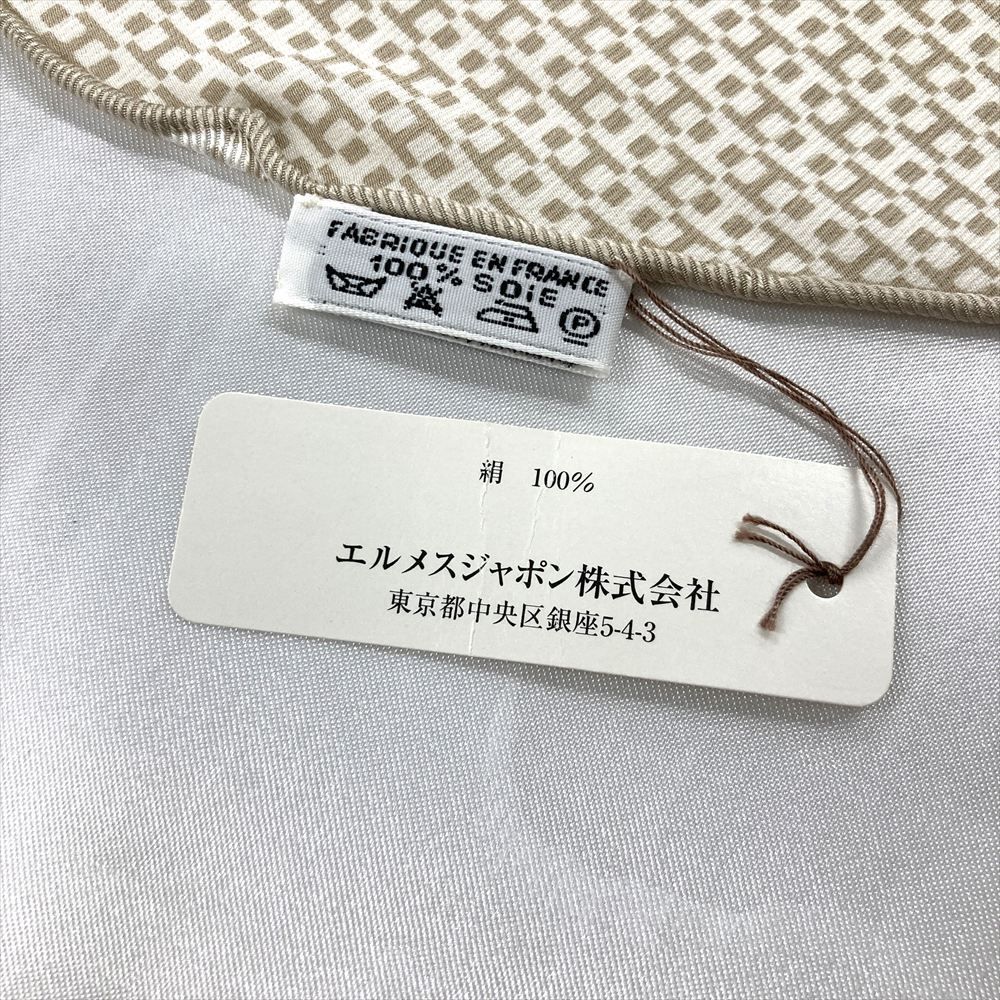 FABRIQUE EN FRANCE
100% SOIE
P
絹 100%
エルメスジャポン株式会社
東京都中央区銀座5-4-3